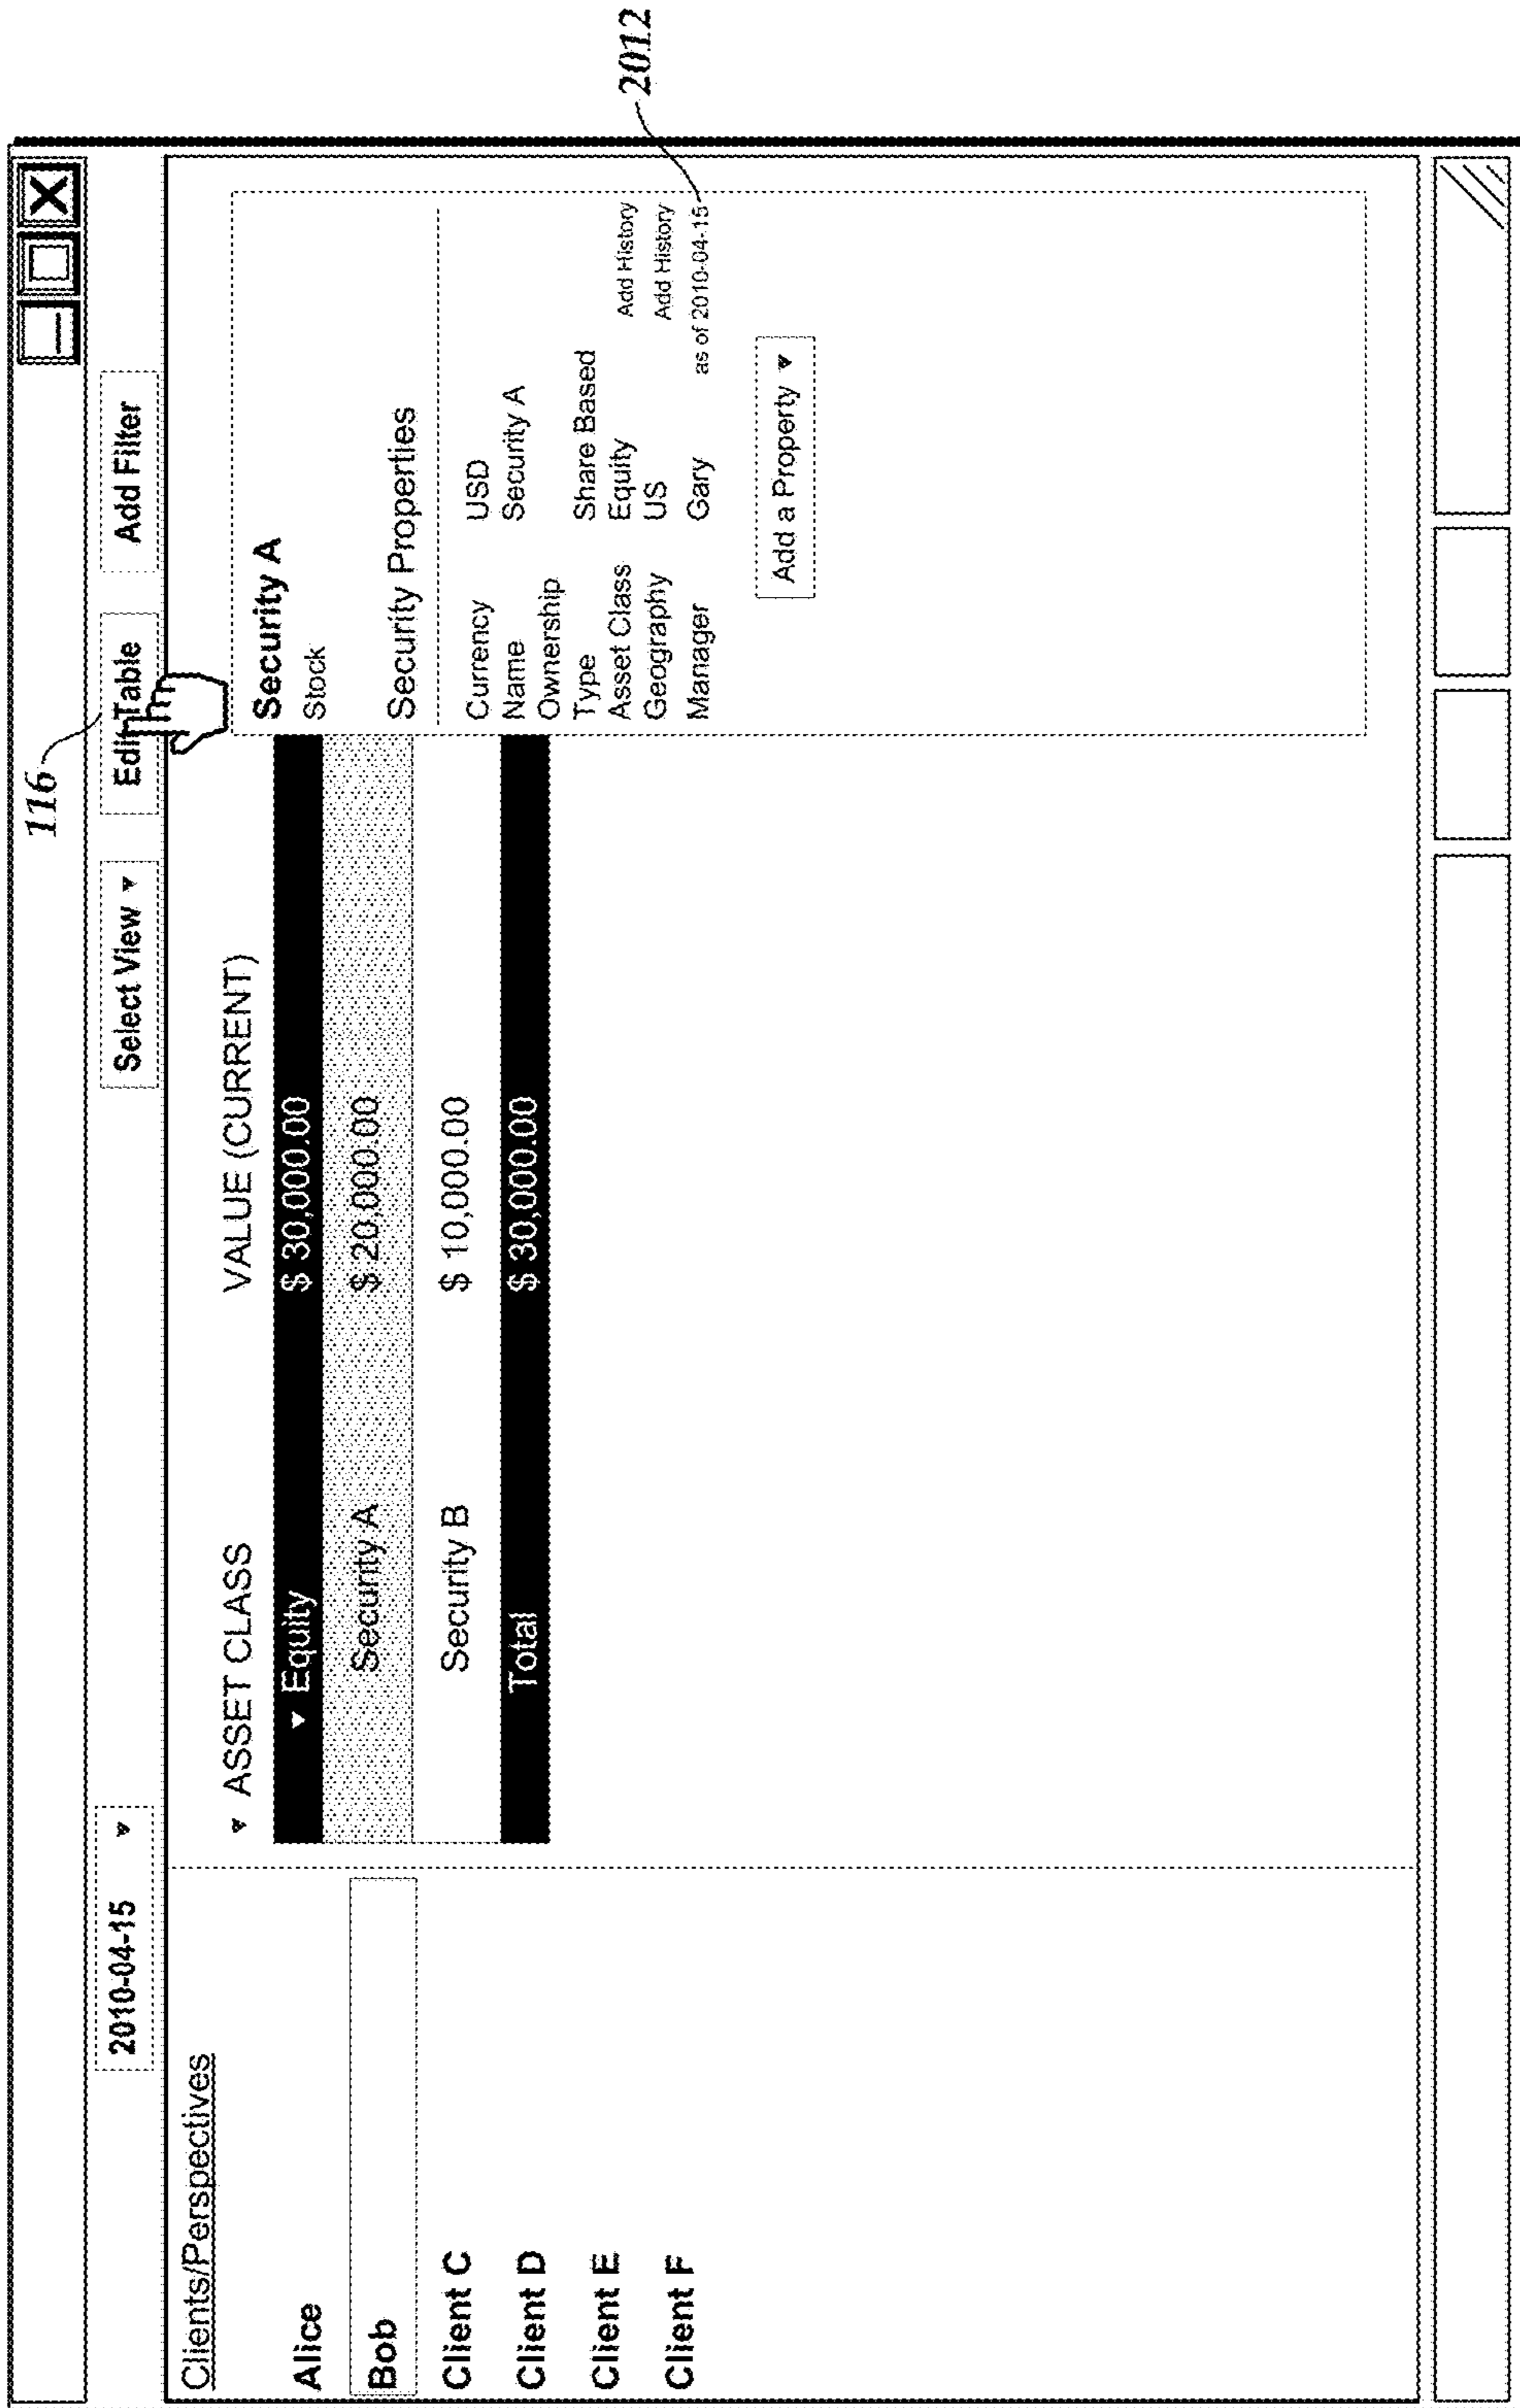 116
2010-04-15 ▼
Select View ▼
Edit Table
Add Filter
Clients/Perspectives
Alice
Bob
Client C
Client D
Client E
Client F
▼ ASSET CLASS VALUE (CURRENT)
▼ Equity $ 30,000.00
Security A $ 20,000.00
Security B $ 10,000.00
Total $ 30,000.00
Security A
Stock
Security Properties
Currency USD
Name Security A
Ownership
Type Share Based
Asset Class Equity Add History
Geography US Add History
Manager Gary as of 2010-04-15
2012
Add a Property ▼